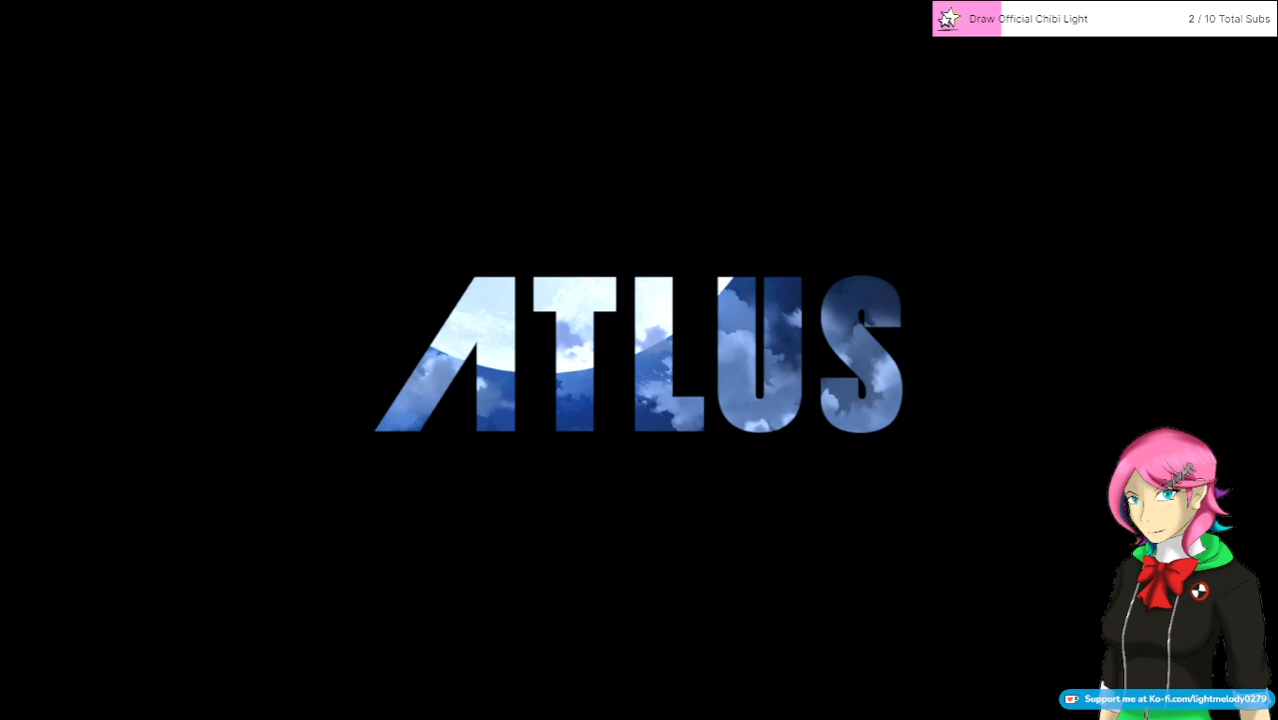 Draw Official Chibi Light 2 / 10 Total Subs
ATLUS
Support me at Ko-fi.com/lightmelody0279